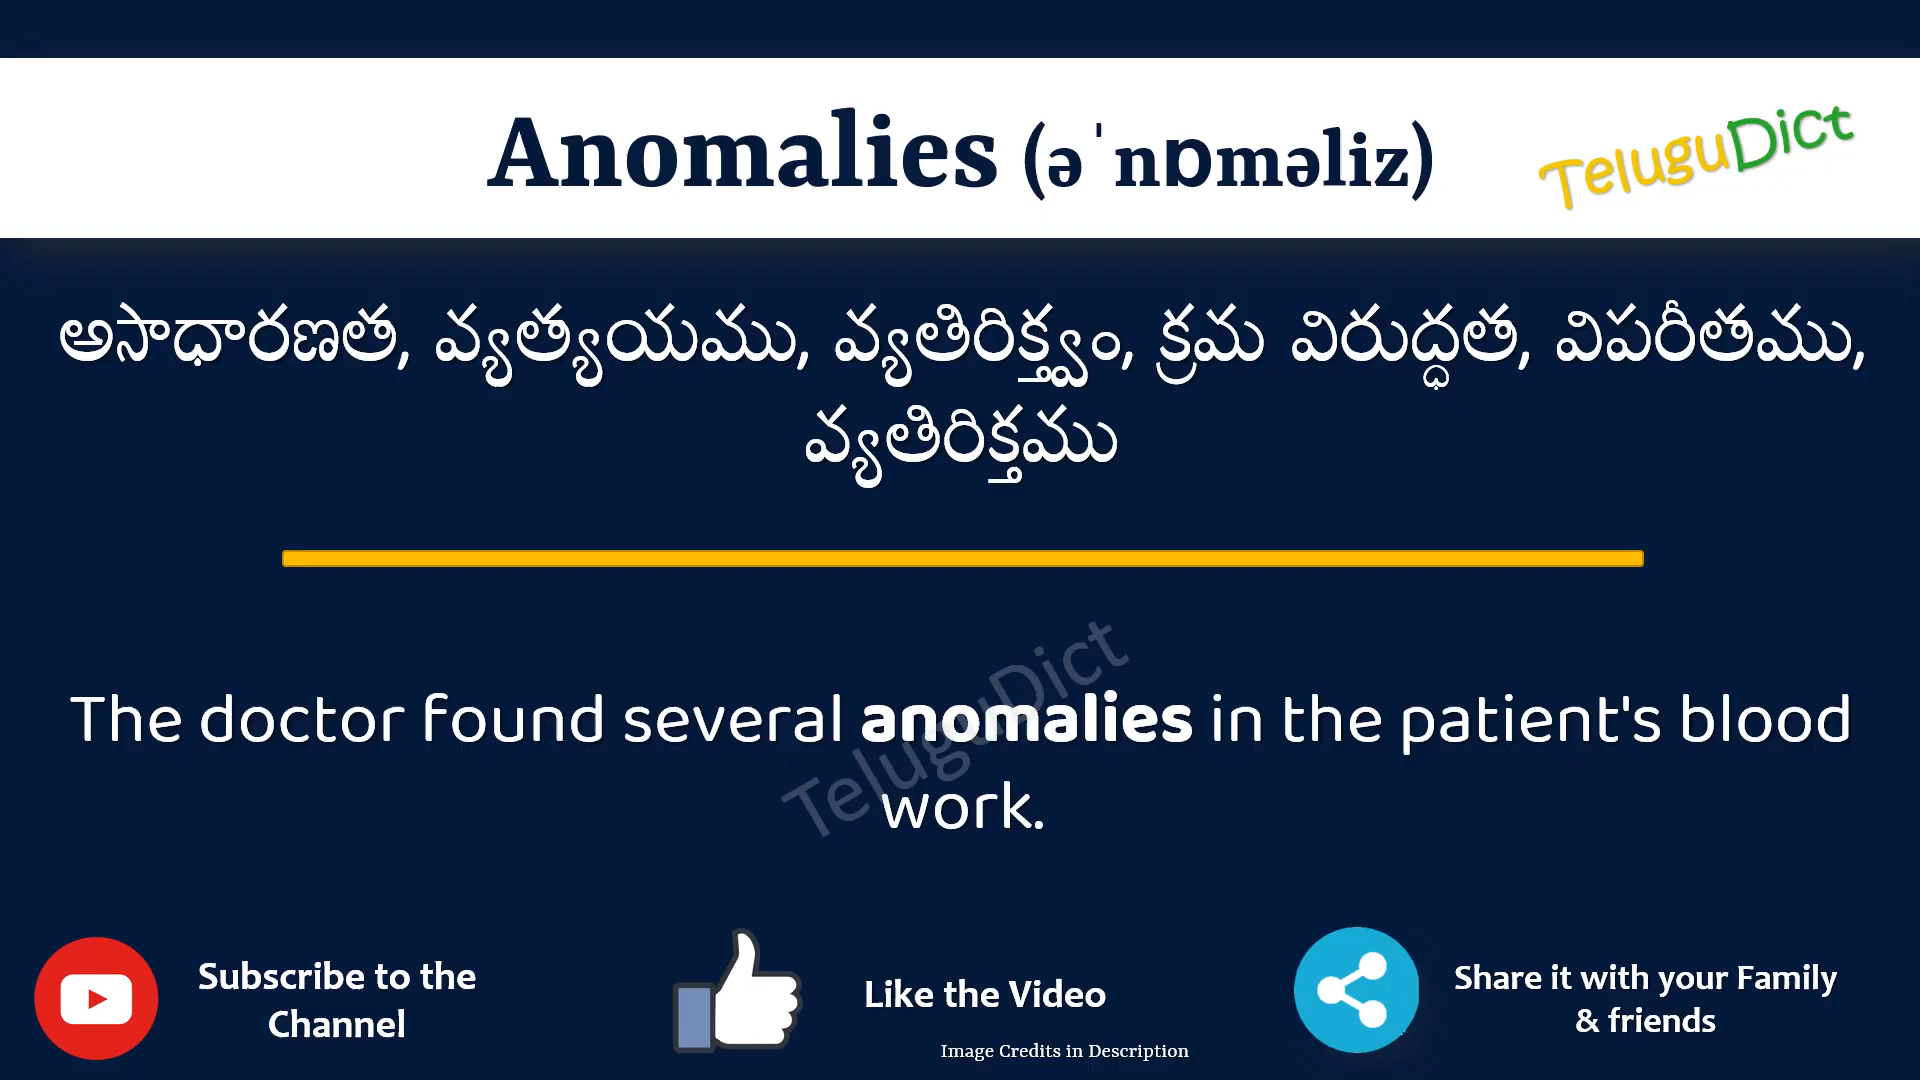 Anomalies (əˈnɒməliz)
TeluguDict
అసాధారణత, వ్యత్యయము, వ్యతిరిక్త్వం, క్రమ విరుద్ధత, విపరీతము,
వ్యతిరిక్తము
TeluguDict
The doctor found several anomalies in the patient's blood
work.
Subscribe to the
Channel
Like the Video
Share it with your Family
& friends
Image Credits in Description